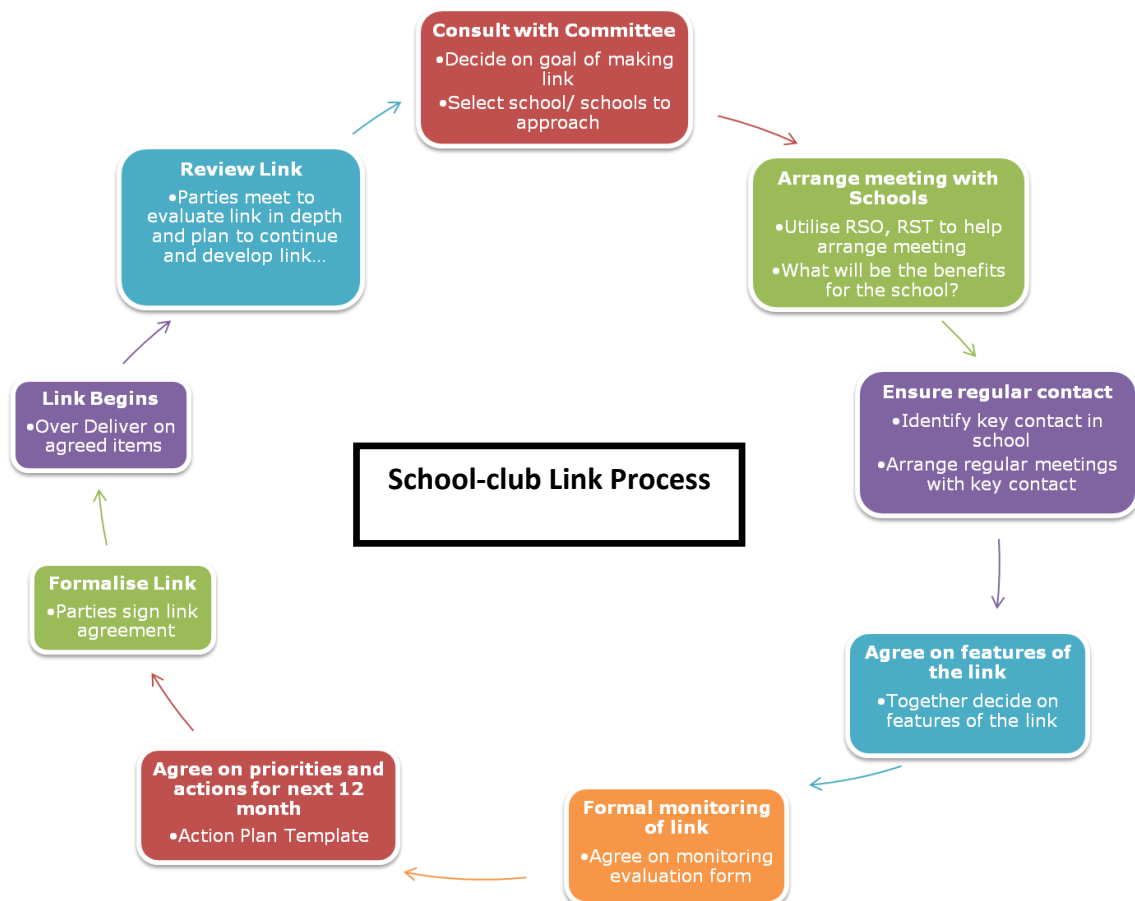 Consult with Committee
•Decide on goal of making
link
•Select school/ schools to
approach
Arrange meeting with
Schools
•Utilise RSO, RST to help
arrange meeting
•What will be the benefits
for the school?
Ensure regular contact
•Identify key contact in
school
•Arrange regular meetings
with key contact
Agree on features of
the link
•Together decide on
features of the link
Formal monitoring
of link
•Agree on monitoring
evaluation form
Agree on priorities and
actions for next 12
month
•Action Plan Template
Formalise Link
•Parties sign link
agreement
Link Begins
•Over Deliver on
agreed items
Review Link
•Parties meet to
evaluate link in depth
and plan to continue
and develop link...
School-club Link Process